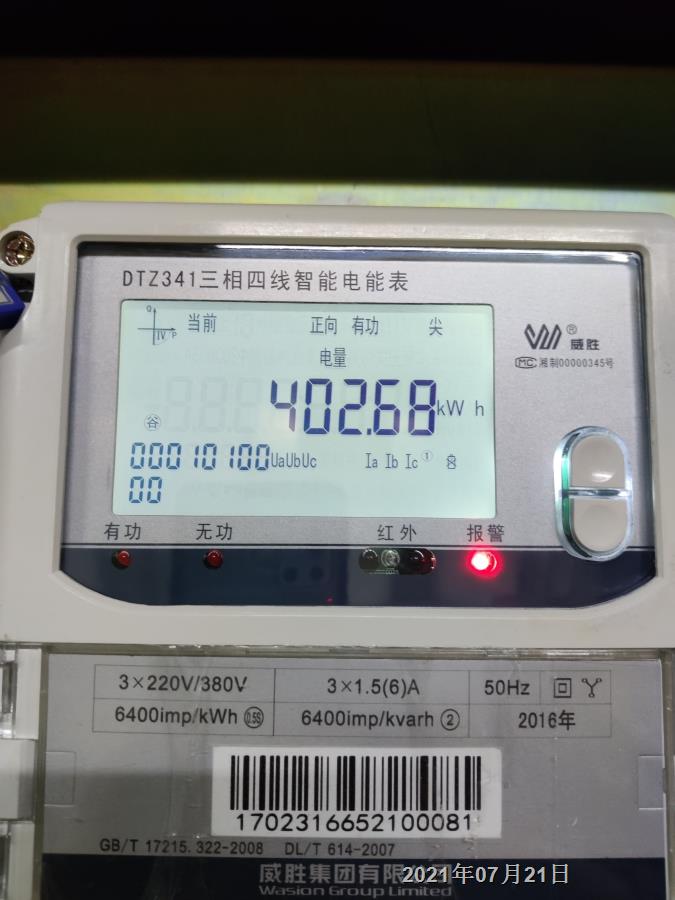 DTZ341三相四线智能电能表
当前 正向 有功 尖
电量
402.68 kWh
谷
00010100 UaUbUc Ia Ib Ic ①
00
威胜®
MC 湘制00000345号
有功 无功 红外 报警
3×220V/380V 3×1.5(6)A 50Hz
6400imp/kWh 0.5S 6400imp/kvarh ② 2016年
1702316652100081
GB/T 17215.322-2008 DL/T 614-2007
威胜集团有限公司
Wasion Group Limited
2021年07月21日